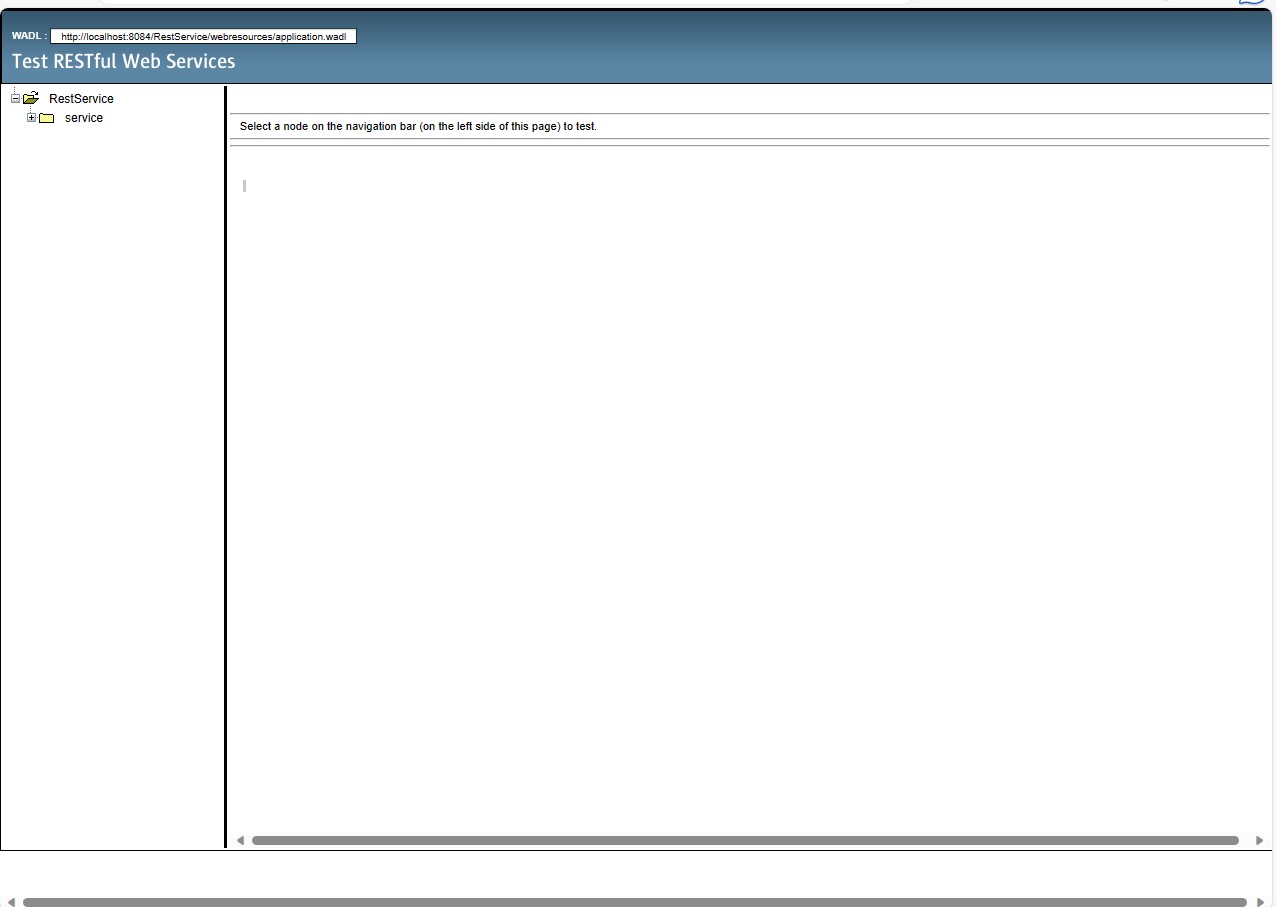 WADL : http://localhost:8084/RestService/webresources/application.wadl
Test RESTful Web Services
RestService
service
Select a node on the navigation bar (on the left side of this page) to test.